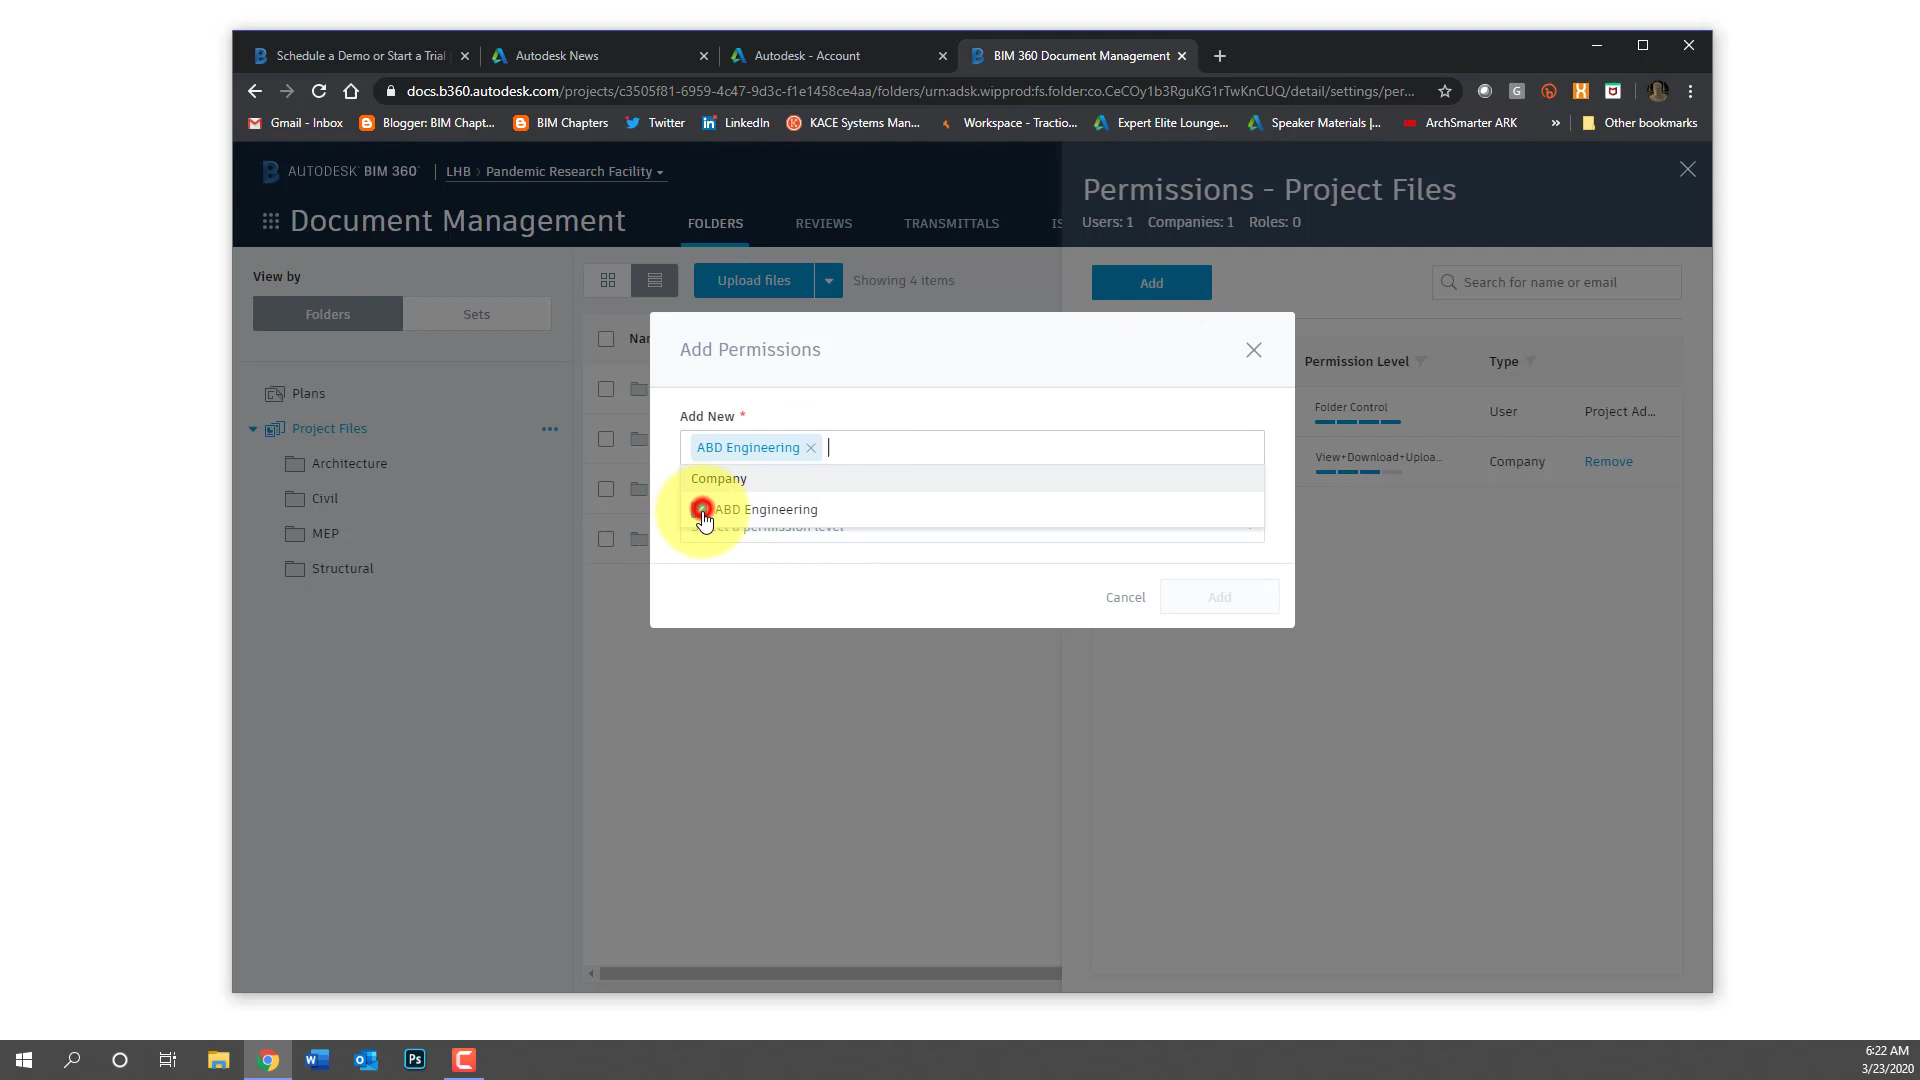 Schedule a Demo or Start a Trial
Autodesk News
Autodesk - Account
BIM 360 Document Management
docs.b360.autodesk.com/projects/c3505f81-6959-4c47-9d3c-f1e1458ce4aa/folders/urn:adsk.wipprod:fs.folder:co.CeCOy1b3RguKG1rTwKnCUQ/detail/settings/per...
Gmail - Inbox
Blogger: BIM Chapt...
BIM Chapters
Twitter
LinkedIn
KACE Systems Man...
Workspace - Tractio...
Expert Elite Lounge...
Speaker Materials |...
ArchSmarter ARK
»
Other bookmarks
AUTODESK BIM 360
LHB > Pandemic Research Facility
Document Management
FOLDERS
REVIEWS
TRANSMITTALS
IS
Permissions - Project Files
Users: 1 Companies: 1 Roles: 0
View by
Folders
Sets
Upload files
Showing 4 items
Add
Search for name or email
Nar
Permission Level
Type
Folder Control
User
Project Ad...
View+Download+Uploa...
Company
Remove
Plans
Project Files
Architecture
Civil
MEP
Structural
Add Permissions
Add New *
ABD Engineering
Company
ABD Engineering
Select a permission level
Cancel
Add
Ps
6:22 AM
3/23/2020